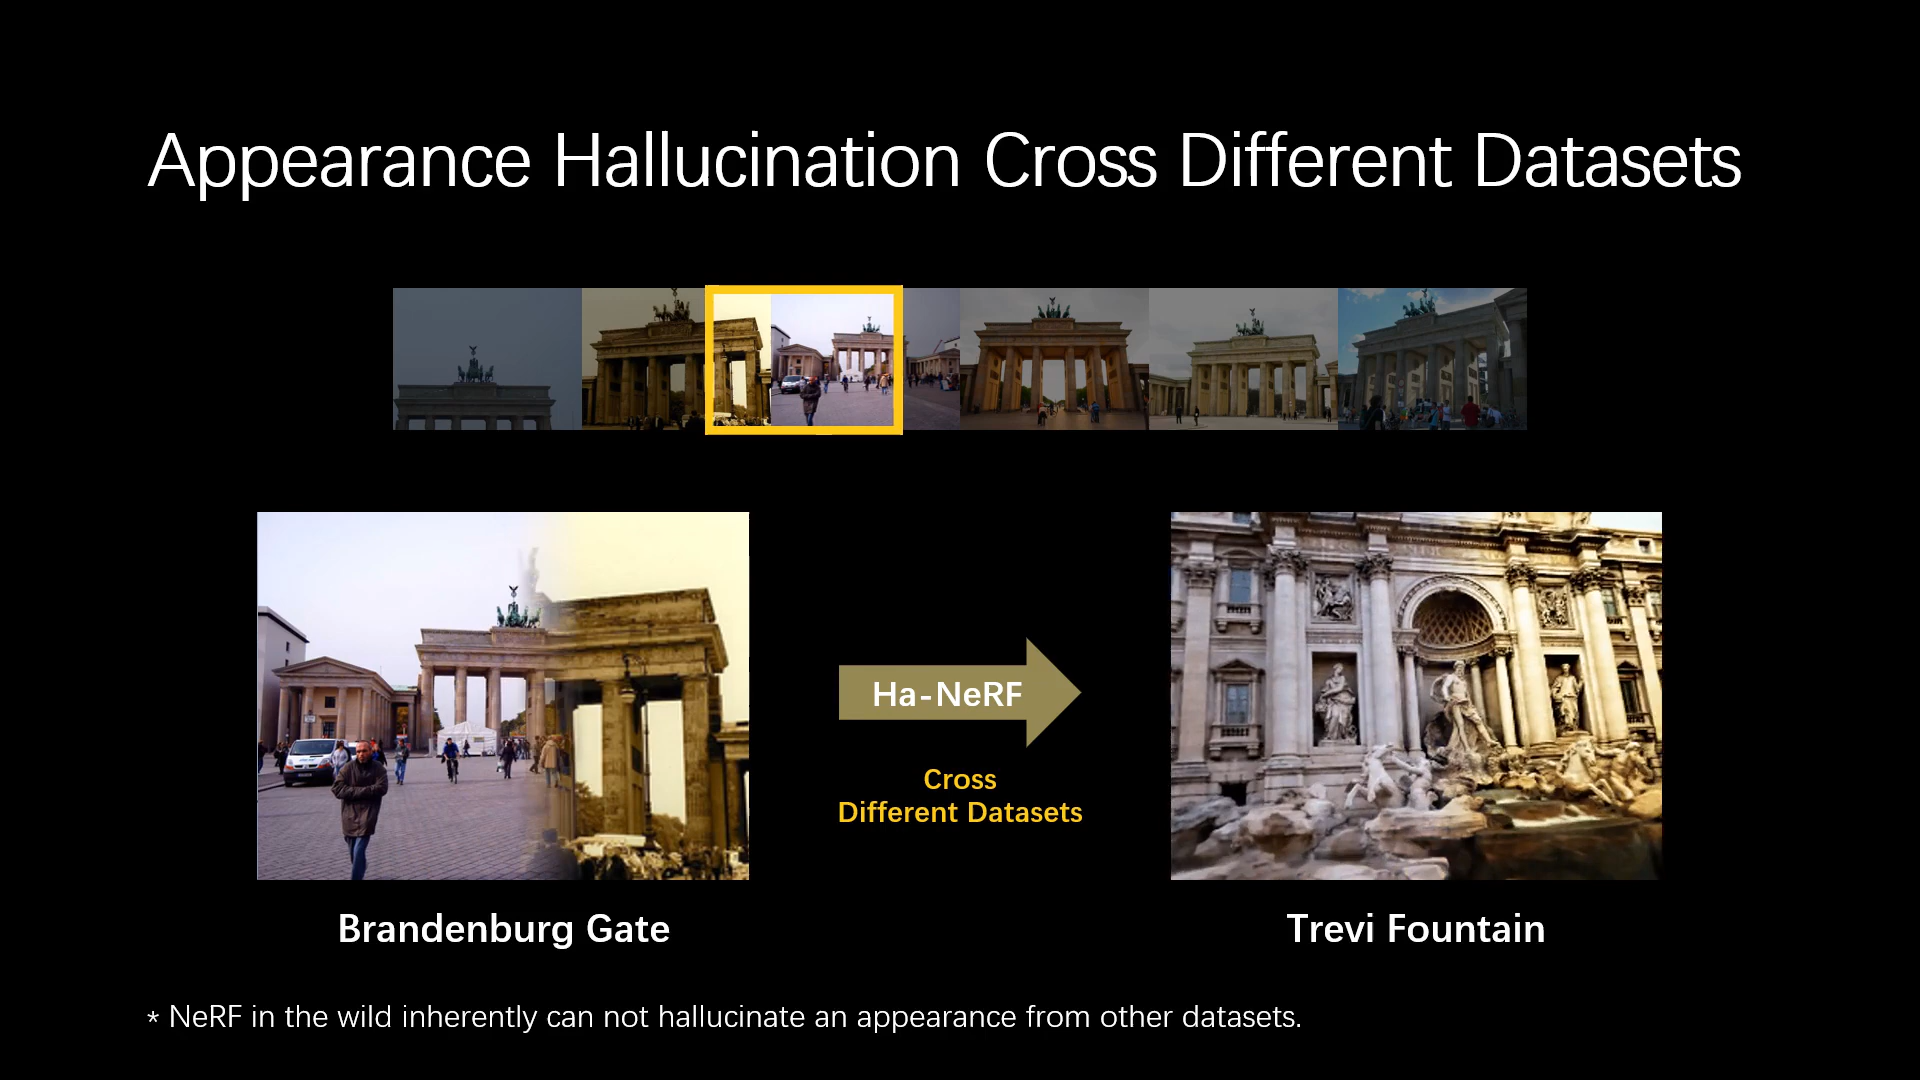 Appearance Hallucination Cross Different Datasets
Ha-NeRF
Cross
Different Datasets
Brandenburg Gate
Trevi Fountain
* NeRF in the wild inherently can not hallucinate an appearance from other datasets.